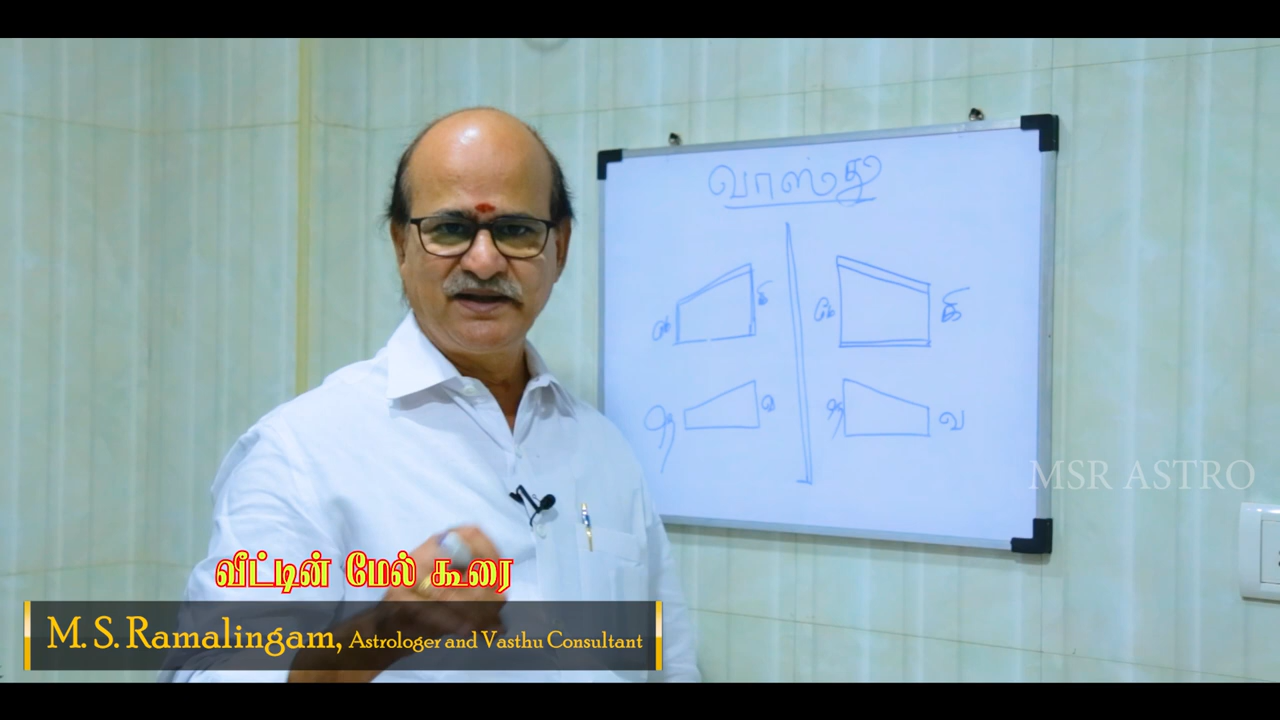 வாஸ்து
மே
கி
மே
கி
தெ
வ
தெ
வ
MSR ASTRO
வீட்டின் மேல் கூரை
M. S. Ramalingam, Astrologer and Vasthu Consultant